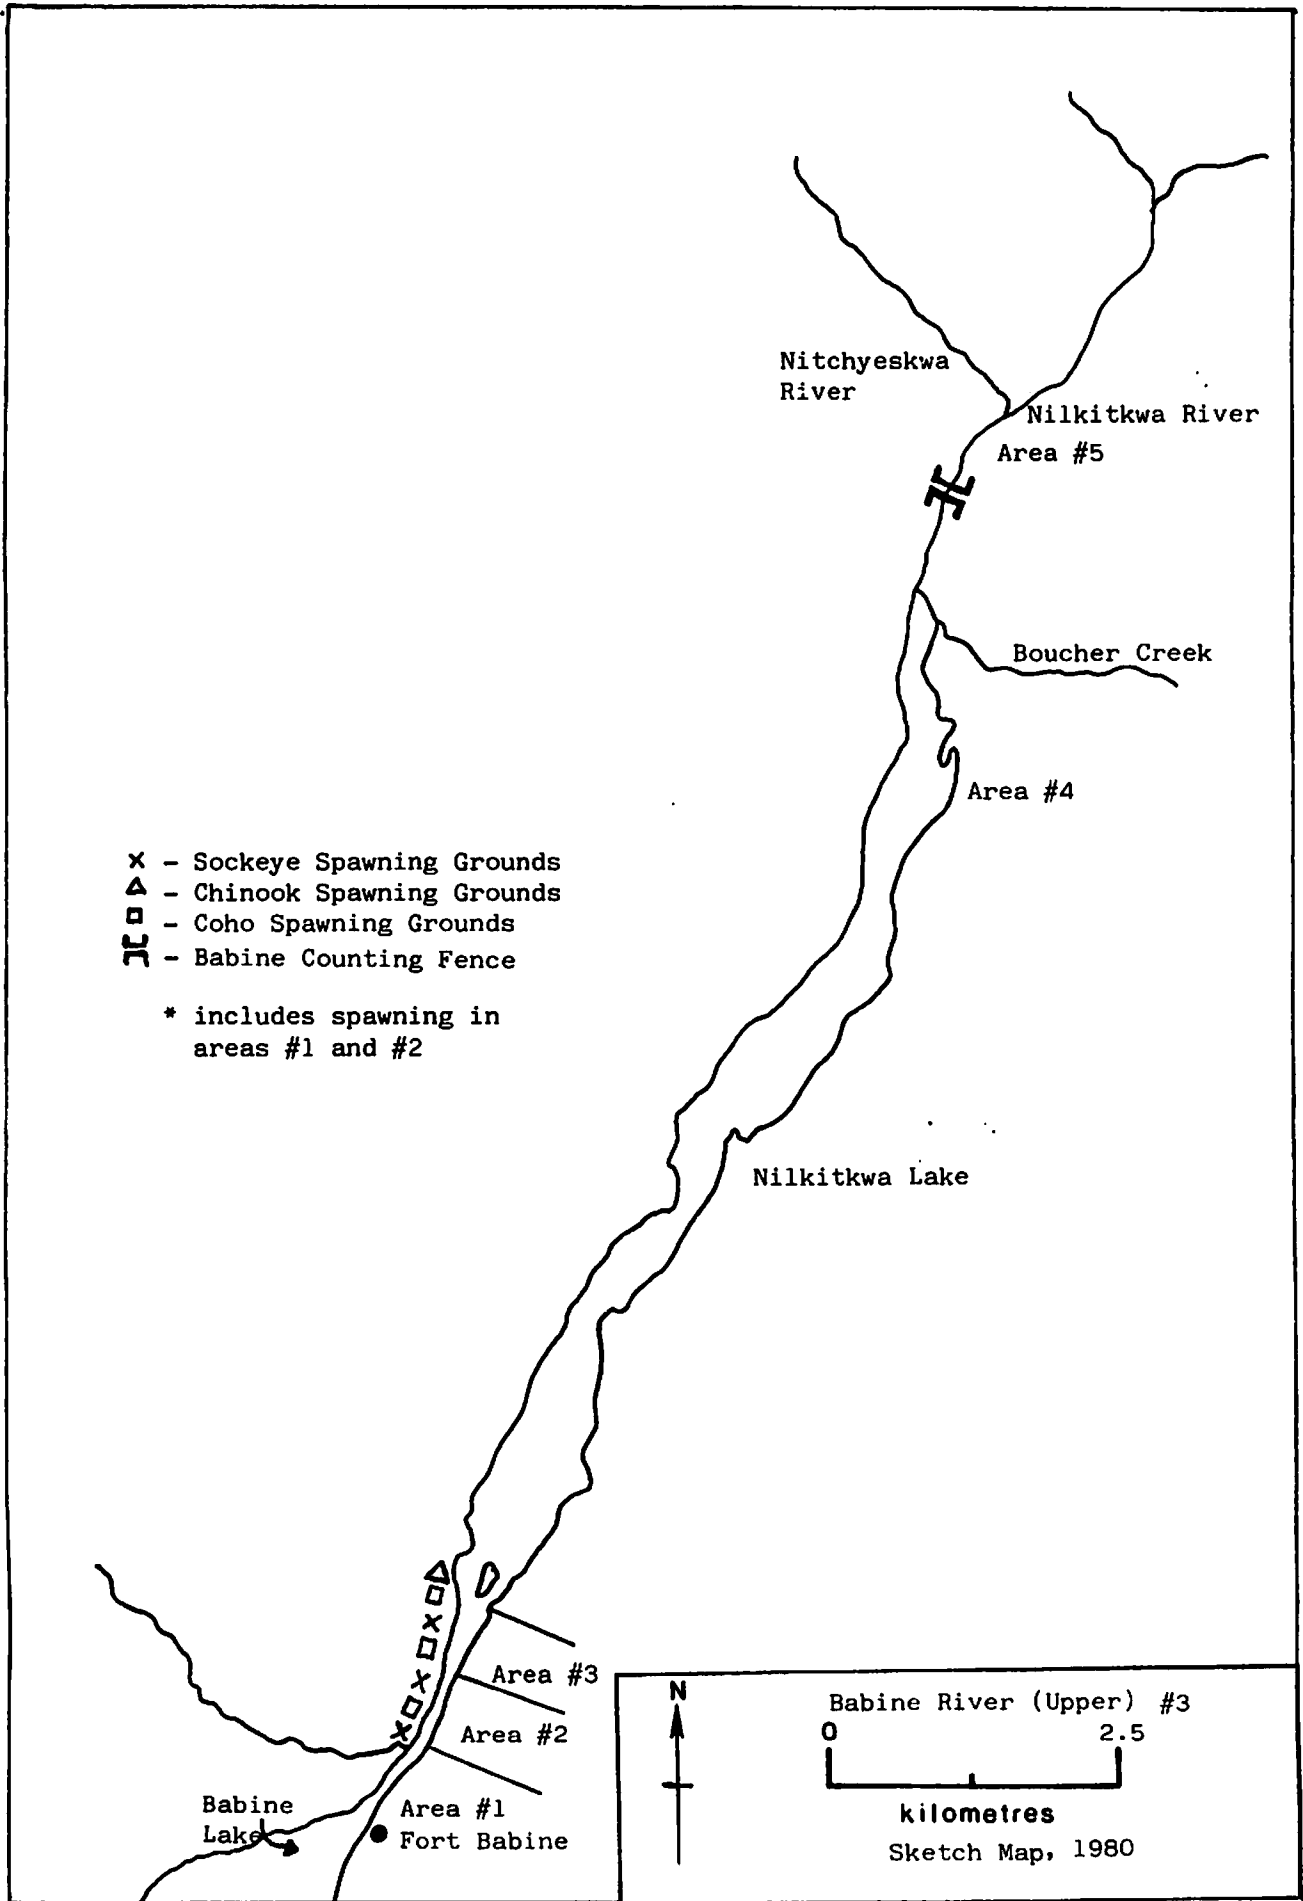 Nitchyeskwa
River
Nilkitkwa River
Area #5
Boucher Creek
Area #4
x - Sockeye Spawning Grounds
△ - Chinook Spawning Grounds
□ - Coho Spawning Grounds
- Babine Counting Fence
* includes spawning in
areas #1 and #2
Nilkitkwa Lake
Area #3
Area #2
Babine
Lake
Area #1
Fort Babine
N
Babine River (Upper) #3
0 2.5
kilometres
Sketch Map, 1980